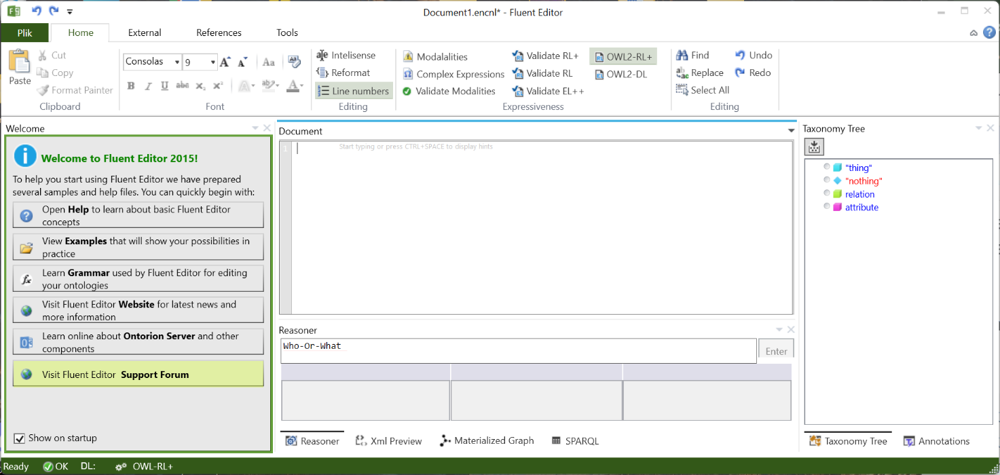 Document1.encnl* - Fluent Editor
Plik
Home
External
References
Tools
Paste
Cut
Copy
Format Painter
Clipboard
Consolas
9
Aa
B I U abc X₂ X²
Font
Intelisense
Reformat
Line numbers
Editing
Modalalities
Complex Expressions
Validate Modalities
Validate RL+
Validate RL
Validate EL++
OWL2-RL+
OWL2-DL
Expressiveness
Find
Replace
Select All
Undo
Redo
Editing
Welcome
Welcome to Fluent Editor 2015!
To help you start using Fluent Editor we have prepared
several samples and help files. You can quickly begin with:
Open Help to learn about basic Fluent Editor
concepts
View Examples that will show your possibilities in
practice
Learn Grammar used by Fluent Editor for editing
your ontologies
Visit Fluent Editor Website for latest news and
more information
Learn online about Ontorion Server and other
components
Visit Fluent Editor Support Forum
Show on startup
Document
1
Start typing or press CTRL+SPACE to display hints
Reasoner
Who-Or-What
Enter
Reasoner
Xml Preview
Materialized Graph
SPARQL
Taxonomy Tree
"thing"
"nothing"
relation
attribute
Taxonomy Tree
Annotations
Ready
OK
DL:
OWL-RL+